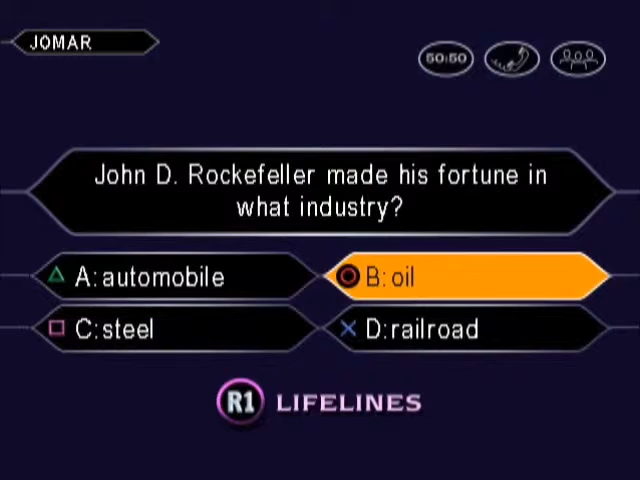 JOMAR
50:50
John D. Rockefeller made his fortune in
what industry?
A: automobile
B: oil
C: steel
D: railroad
R1 LIFELINES